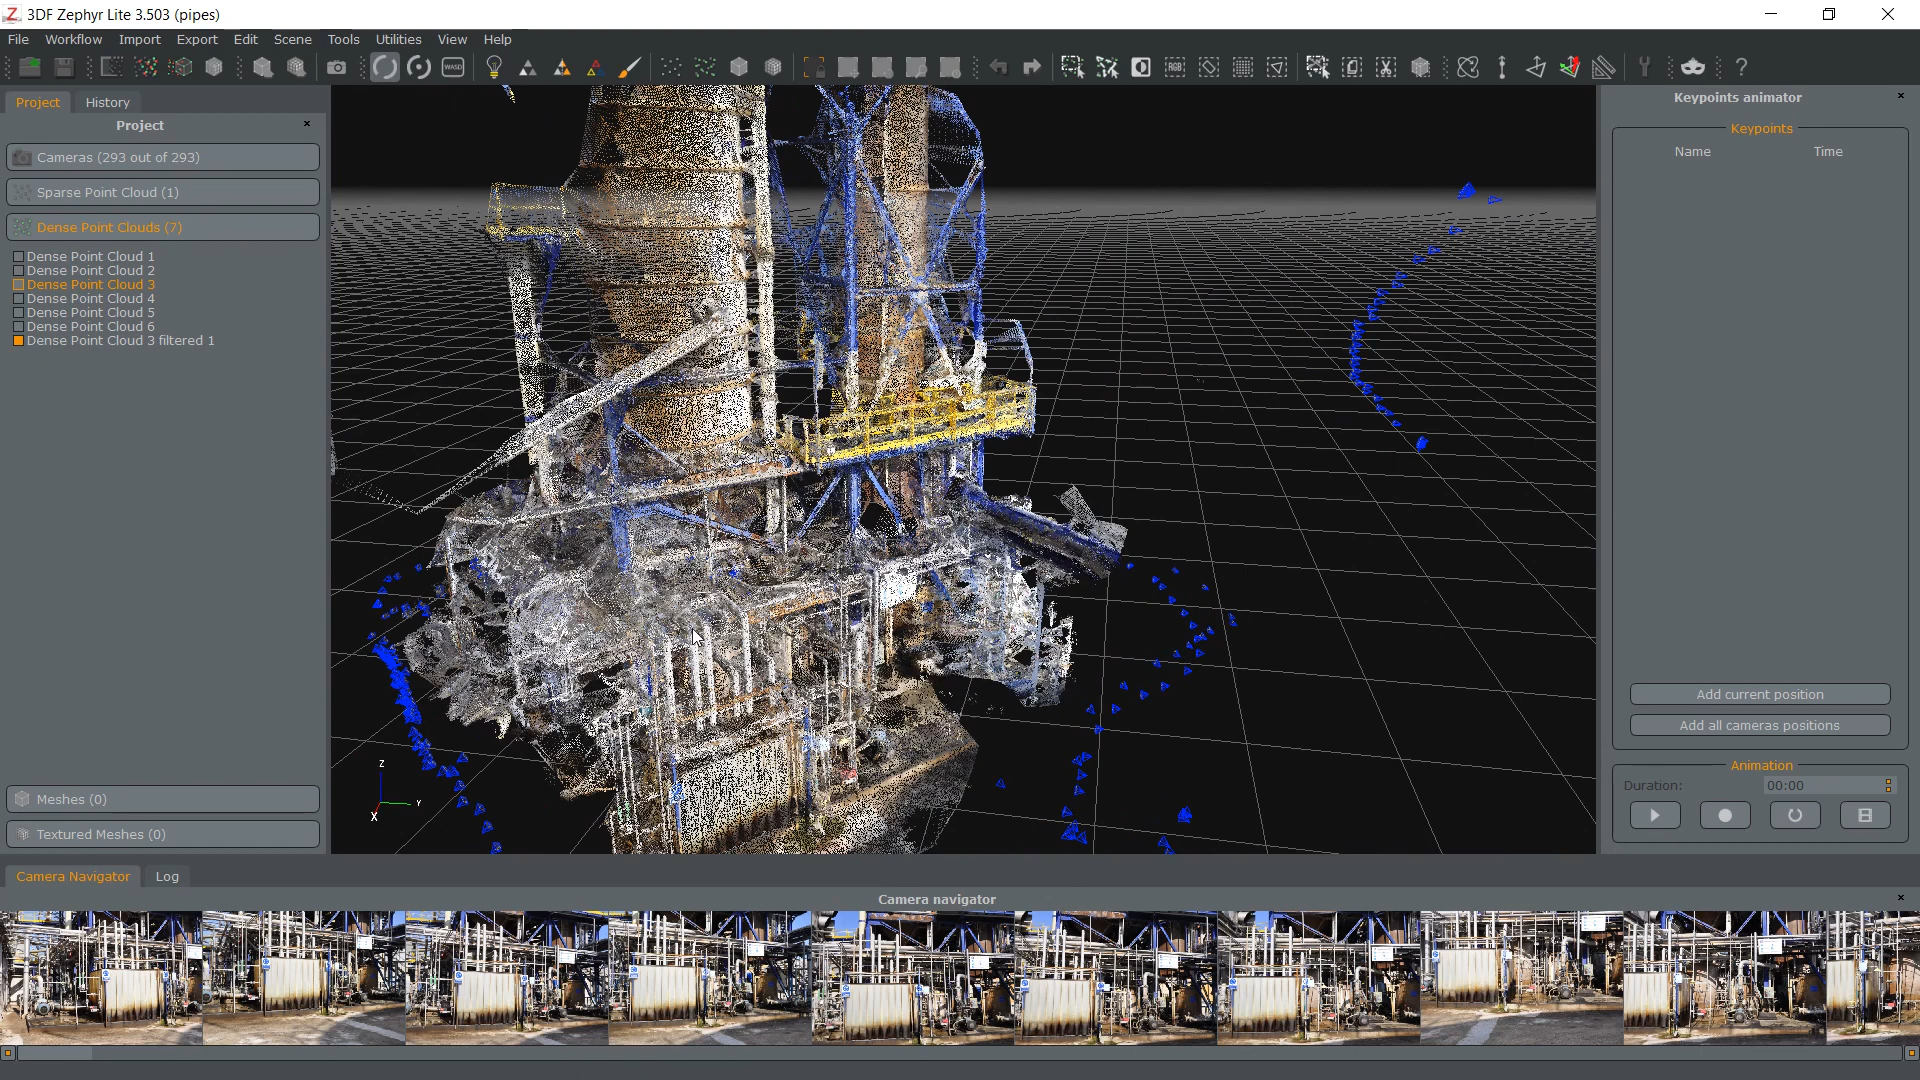 3DF Zephyr Lite 3.503 (pipes)
File Workflow Import Export Edit Scene Tools Utilities View Help
WASD
RGB
Project History
Project
Cameras (293 out of 293)
Sparse Point Cloud (1)
Dense Point Clouds (7)
Dense Point Cloud 1
Dense Point Cloud 2
Dense Point Cloud 3
Dense Point Cloud 4
Dense Point Cloud 5
Dense Point Cloud 6
Dense Point Cloud 3 filtered 1
Meshes (0)
Textured Meshes (0)
Z
Y
X
Keypoints animator
Keypoints
Name Time
Add current position
Add all cameras positions
Animation
Duration: 00:00
Camera Navigator Log
Camera navigator